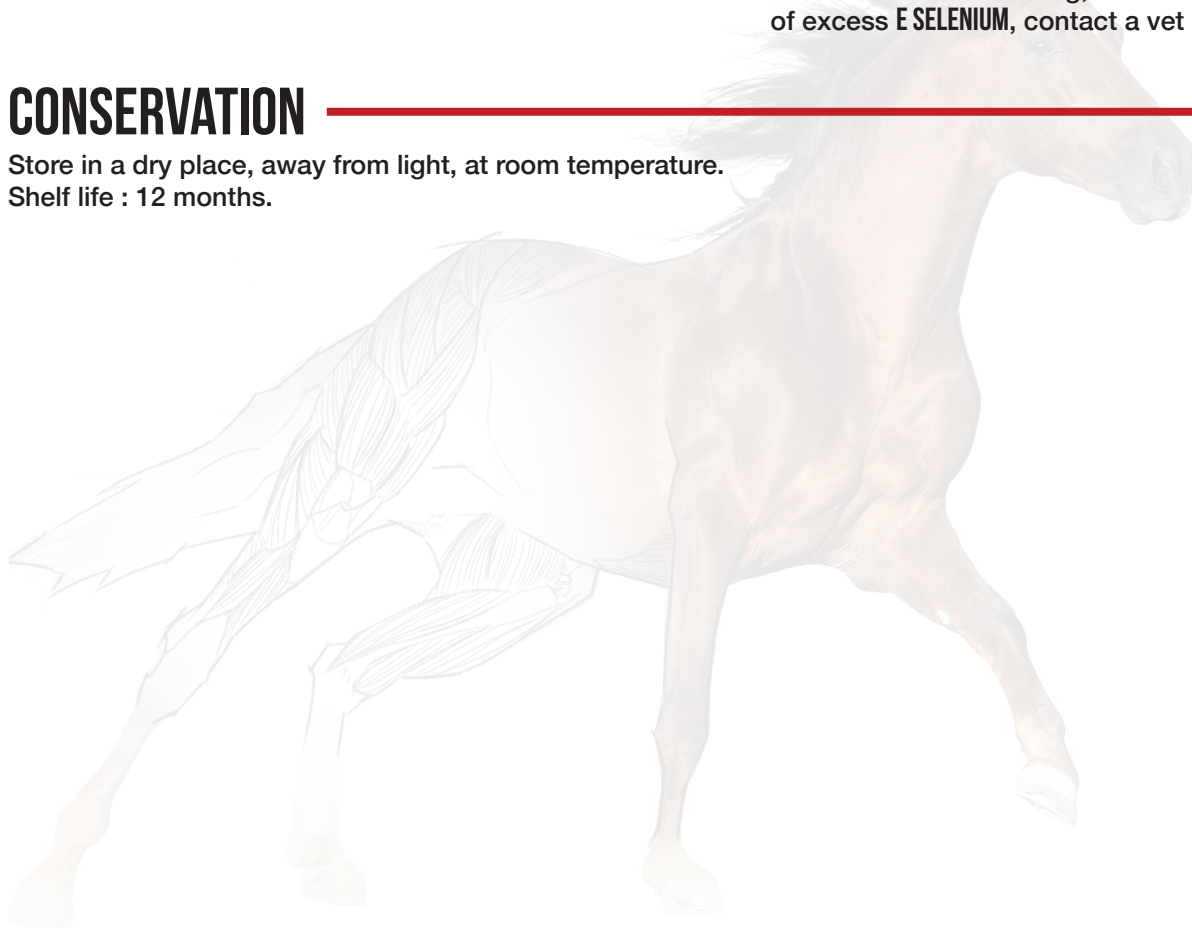 of excess E SELENIUM, contact a vet
CONSERVATION
Store in a dry place, away from light, at room temperature.
Shelf life : 12 months.